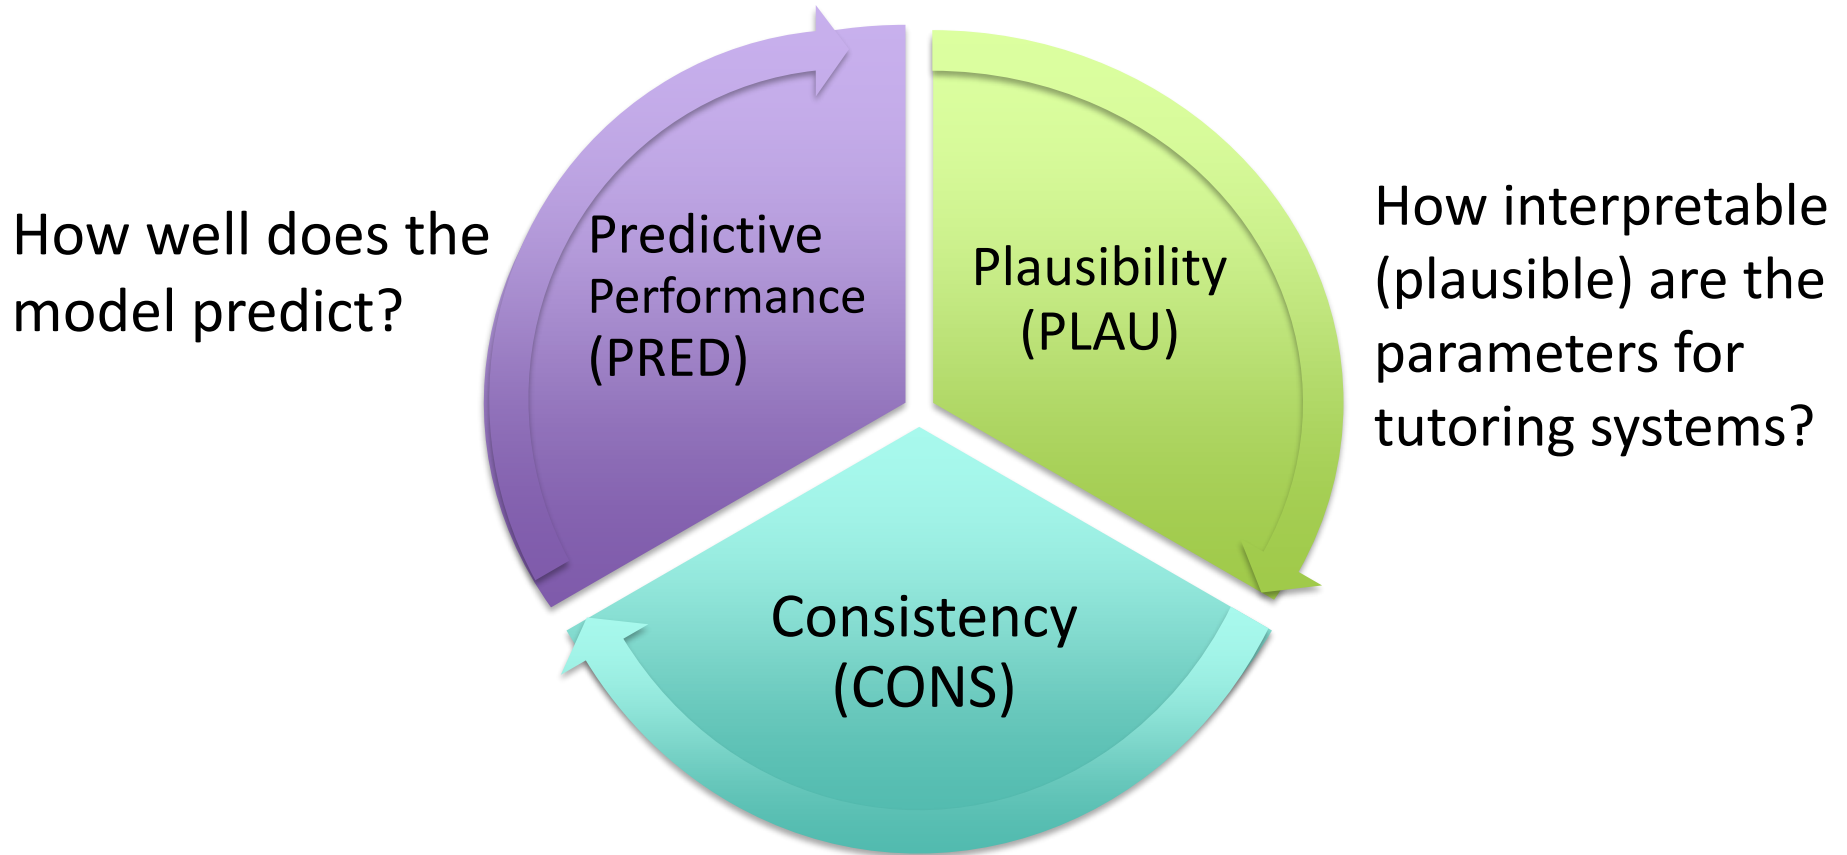 How well does the
model predict?
Predictive
Performance
(PRED)
Plausibility
(PLAU)
How interpretable
(plausible) are the
parameters for
tutoring systems?
Consistency
(CONS)